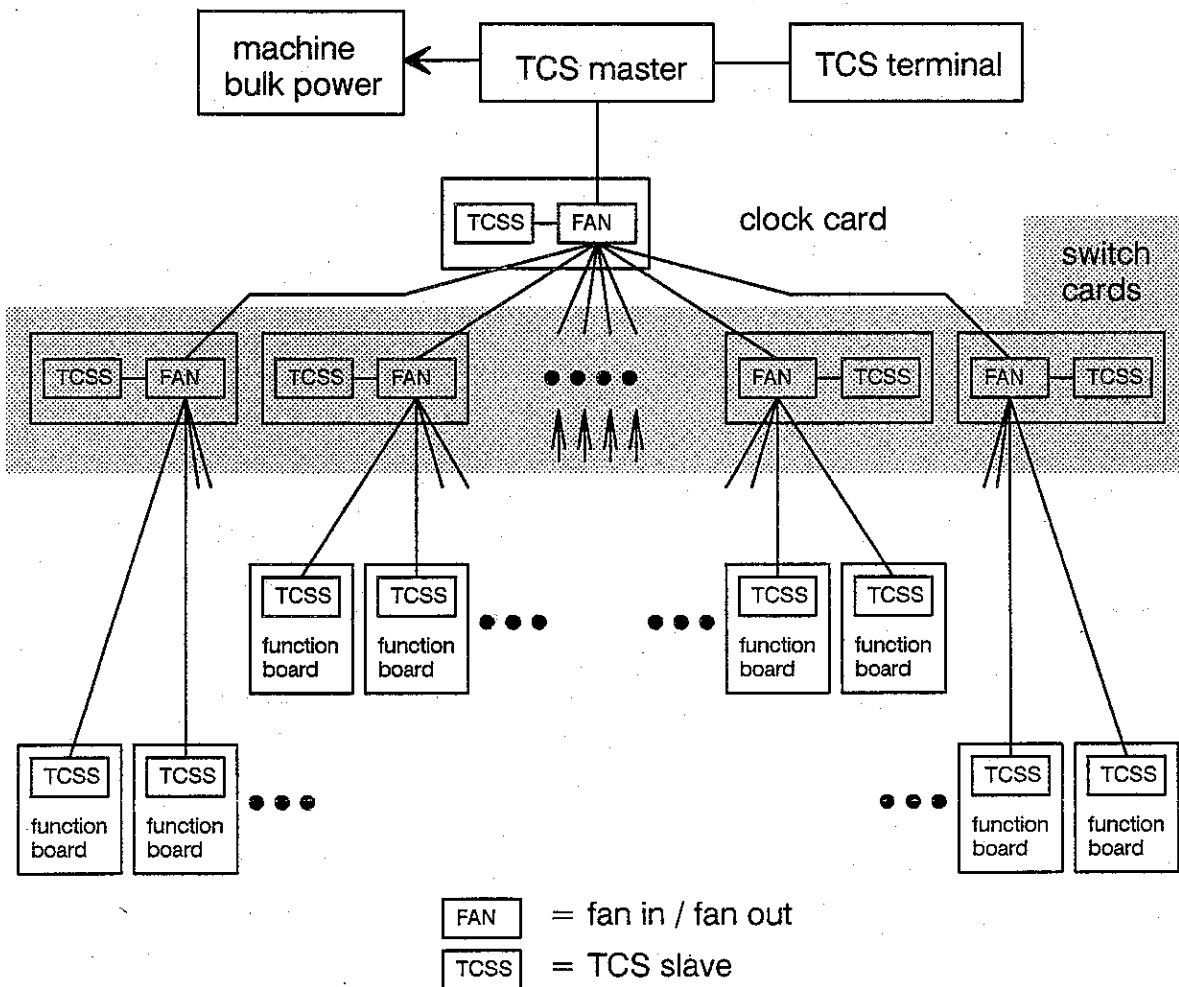 machine
bulk power
TCS master
TCS terminal
TCSS
FAN
clock card
switch
cards
TCSS
FAN
TCSS
FAN
FAN
TCSS
FAN
TCSS
TCSS
function
board
TCSS
function
board
TCSS
function
board
TCSS
function
board
TCSS
function
board
TCSS
function
board
TCSS
function
board
TCSS
function
board
FAN = fan in / fan out
TCSS = TCS slave